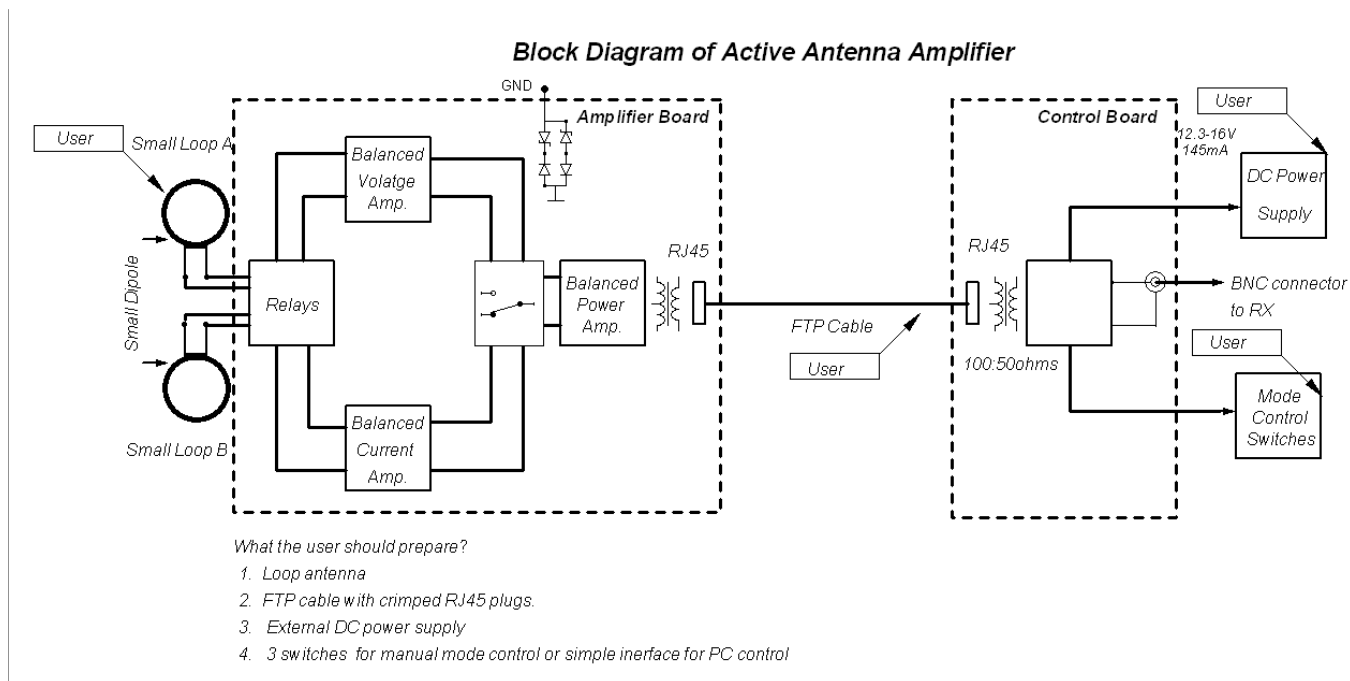 Block Diagram of Active Antenna Amplifier
GND
Amplifier Board
Control Board
User
User
Small Loop A
12.3-16V
145mA
Balanced
Volatge
Amp.
DC Power
Supply
RJ45
RJ45
Small Dipole
Relays
Balanced
Power
Amp.
BNC connector
to RX
FTP Cable
User
User
100:50ohms
Small Loop B
Balanced
Current
Amp.
Mode
Control
Switches
What the user should prepare?
1. Loop antenna
2. FTP cable with crimped RJ45 plugs.
3. External DC power supply
4. 3 switches for manual mode control or simple inerface for PC control